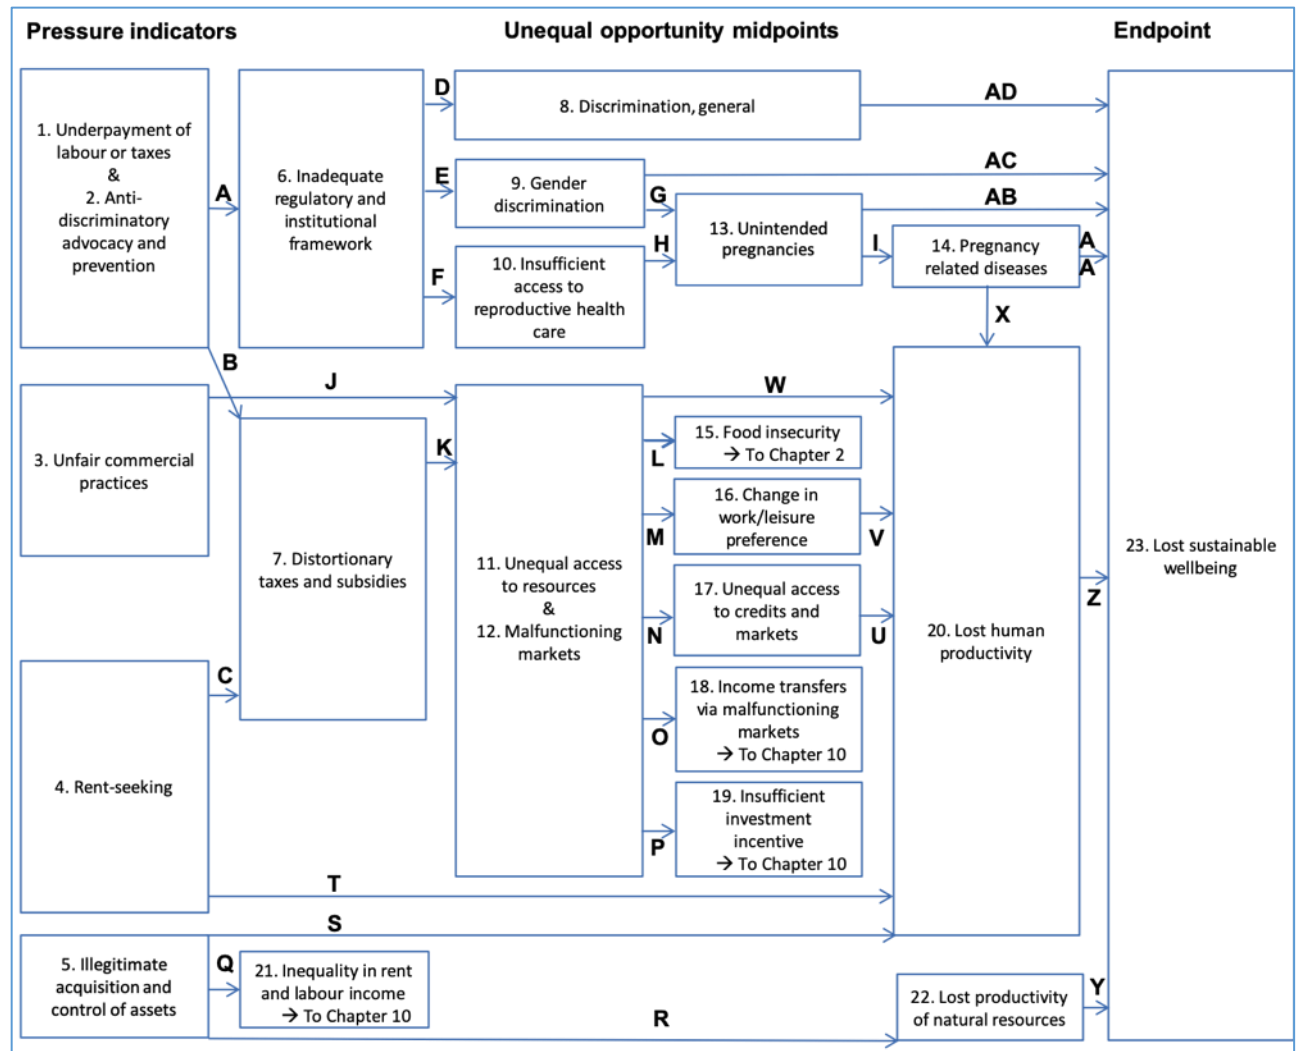 Pressure indicators
Unequal opportunity midpoints
Endpoint
1. Underpayment of
labour or taxes
&
2. Anti-
discriminatory
advocacy and
prevention
A
6. Inadequate
regulatory and
institutional
framework
D
8. Discrimination, general
AD
E
9. Gender
discrimination
AC
G
AB
F
10. Insufficient
access to
reproductive health
care
H
13. Unintended
pregnancies
I
14. Pregnancy
related diseases
A
A
X
B
J
3. Unfair commercial
practices
7. Distortionary
taxes and subsidies
K
11. Unequal access
to resources
&
12. Malfunctioning
markets
W
L
15. Food insecurity
→ To Chapter 2
M
16. Change in
work/leisure
preference
V
N
17. Unequal access
to credits and
markets
U
O
18. Income transfers
via malfunctioning
markets
→ To Chapter 10
P
19. Insufficient
investment
incentive
→ To Chapter 10
20. Lost human
productivity
Z
23. Lost sustainable
wellbeing
C
4. Rent-seeking
T
S
5. Illegitimate
acquisition and
control of assets
Q
21. Inequality in rent
and labour income
→ To Chapter 10
R
22. Lost productivity
of natural resources
Y